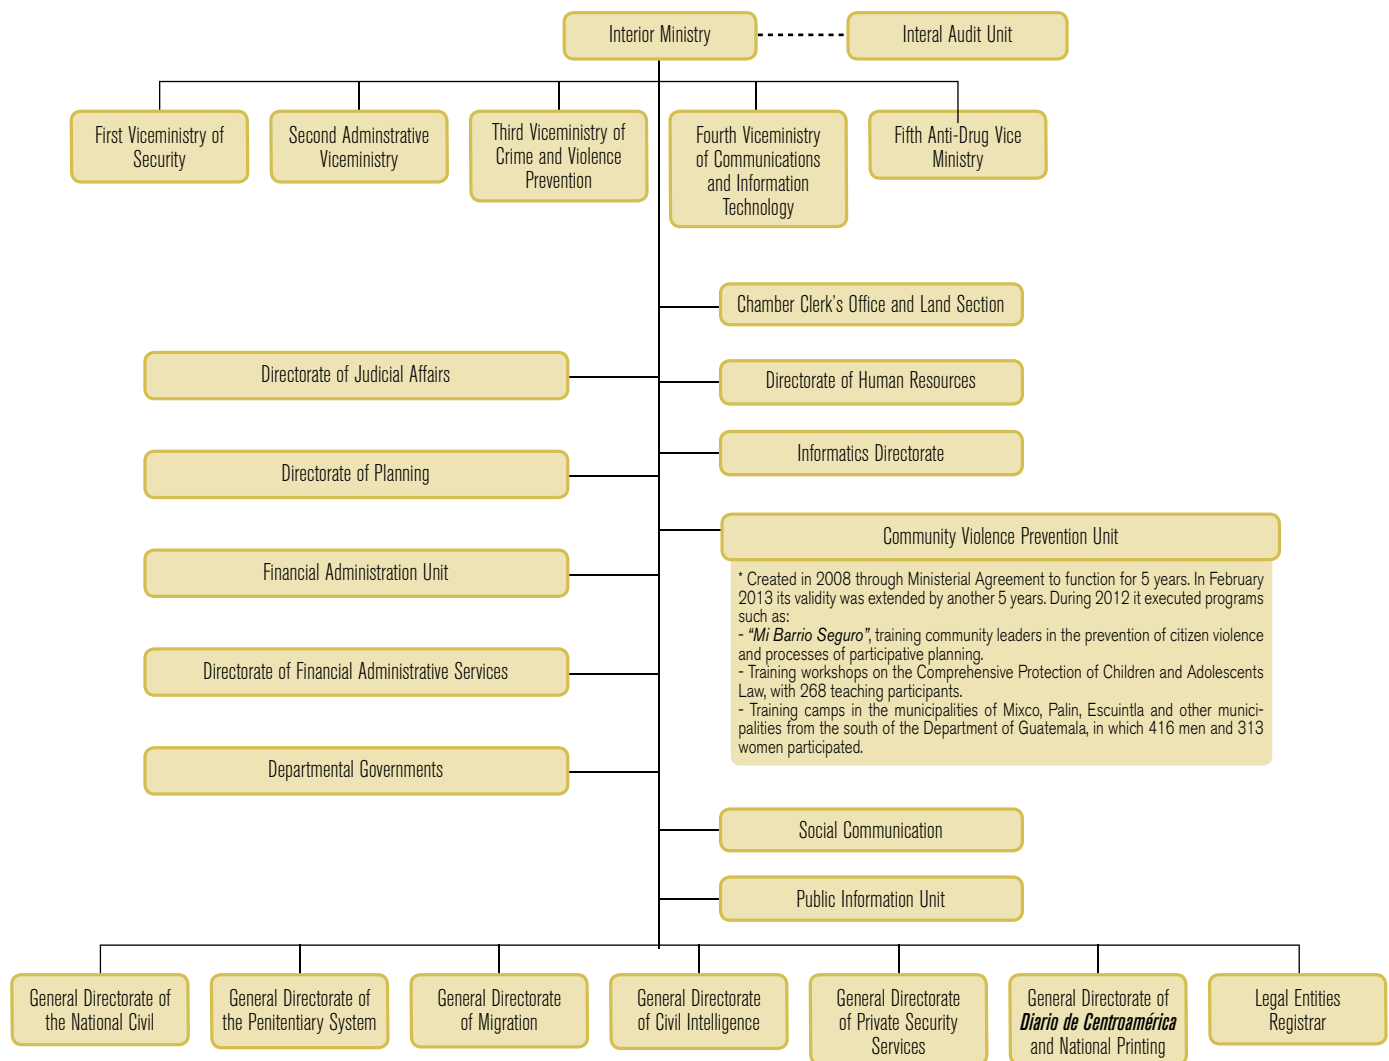 Interior Ministry
Interal Audit Unit
First Viceministry of
Security
Second Adminstrative
Viceministry
Third Viceministry of
Crime and Violence
Prevention
Fourth Viceministry
of Communications
and Information
Technology
Fifth Anti-Drug Vice
Ministry
Chamber Clerk's Office and Land Section
Directorate of Judicial Affairs
Directorate of Human Resources
Informatics Directorate
Directorate of Planning
Community Violence Prevention Unit
* Created in 2008 through Ministerial Agreement to function for 5 years. In February
2013 its validity was extended by another 5 years. During 2012 it executed programs
such as:
- "Mi Barrio Seguro", training community leaders in the prevention of citizen violence
and processes of participative planning.
- Training workshops on the Comprehensive Protection of Children and Adolescents
Law, with 268 teaching participants.
- Training camps in the municipalities of Mixco, Palin, Escuintla and other munici-
palities from the south of the Department of Guatemala, in which 416 men and 313
women participated.
Financial Administration Unit
Directorate of Financial Administrative Services
Departmental Governments
Social Communication
Public Information Unit
General Directorate of
the National Civil
General Directorate of
the Penitentiary System
General Directorate
of Migration
General Directorate
of Civil Intelligence
General Directorate
of Private Security
Services
General Directorate of
Diario de Centroamérica
and National Printing
Legal Entities
Registrar